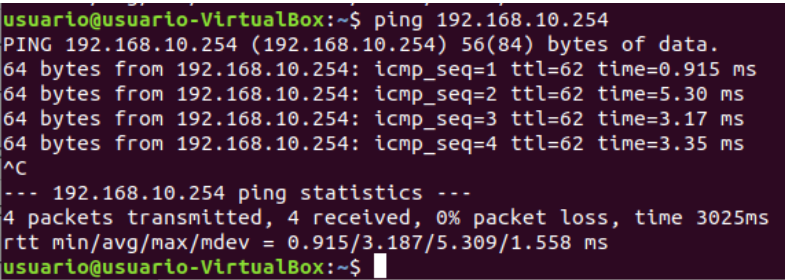 usuario@usuario-VirtualBox:~$ ping 192.168.10.254
PING 192.168.10.254 (192.168.10.254) 56(84) bytes of data.
64 bytes from 192.168.10.254: icmp_seq=1 ttl=62 time=0.915 ms
64 bytes from 192.168.10.254: icmp_seq=2 ttl=62 time=5.30 ms
64 bytes from 192.168.10.254: icmp_seq=3 ttl=62 time=3.17 ms
64 bytes from 192.168.10.254: icmp_seq=4 ttl=62 time=3.35 ms
^C
--- 192.168.10.254 ping statistics ---
4 packets transmitted, 4 received, 0% packet loss, time 3025ms
rtt min/avg/max/mdev = 0.915/3.187/5.309/1.558 ms
usuario@usuario-VirtualBox:~$